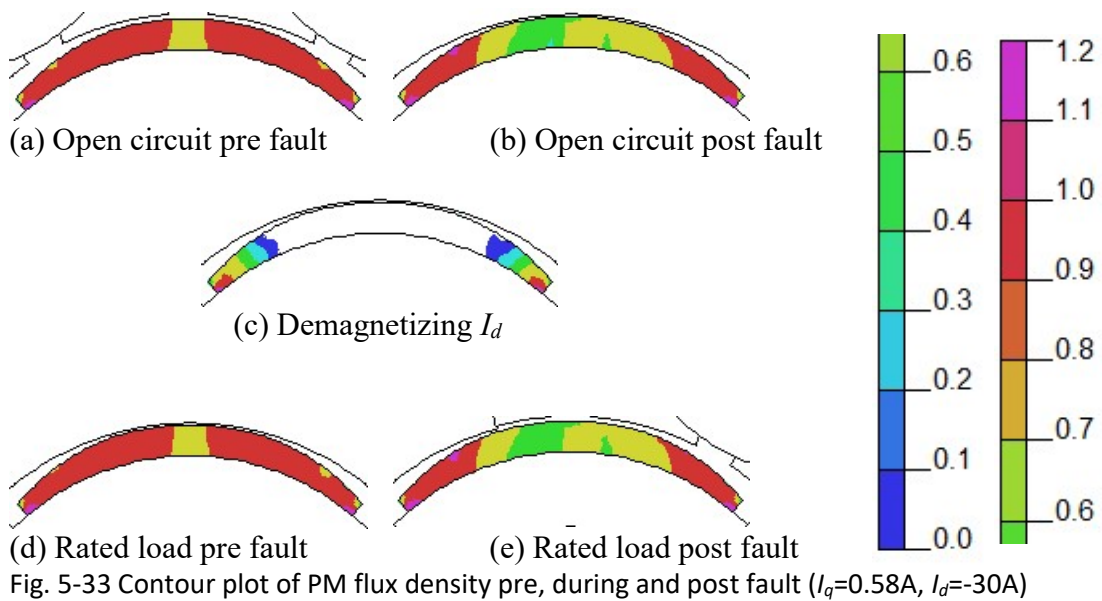 (a) Open circuit pre fault
(b) Open circuit post fault
(c) Demagnetizing Id
(d) Rated load pre fault
(e) Rated load post fault
0.6
0.5
0.4
0.3
0.2
0.1
0.0
1.2
1.1
1.0
0.9
0.8
0.7
0.6
Fig. 5-33 Contour plot of PM flux density pre, during and post fault (Iq=0.58A, Id=-30A)